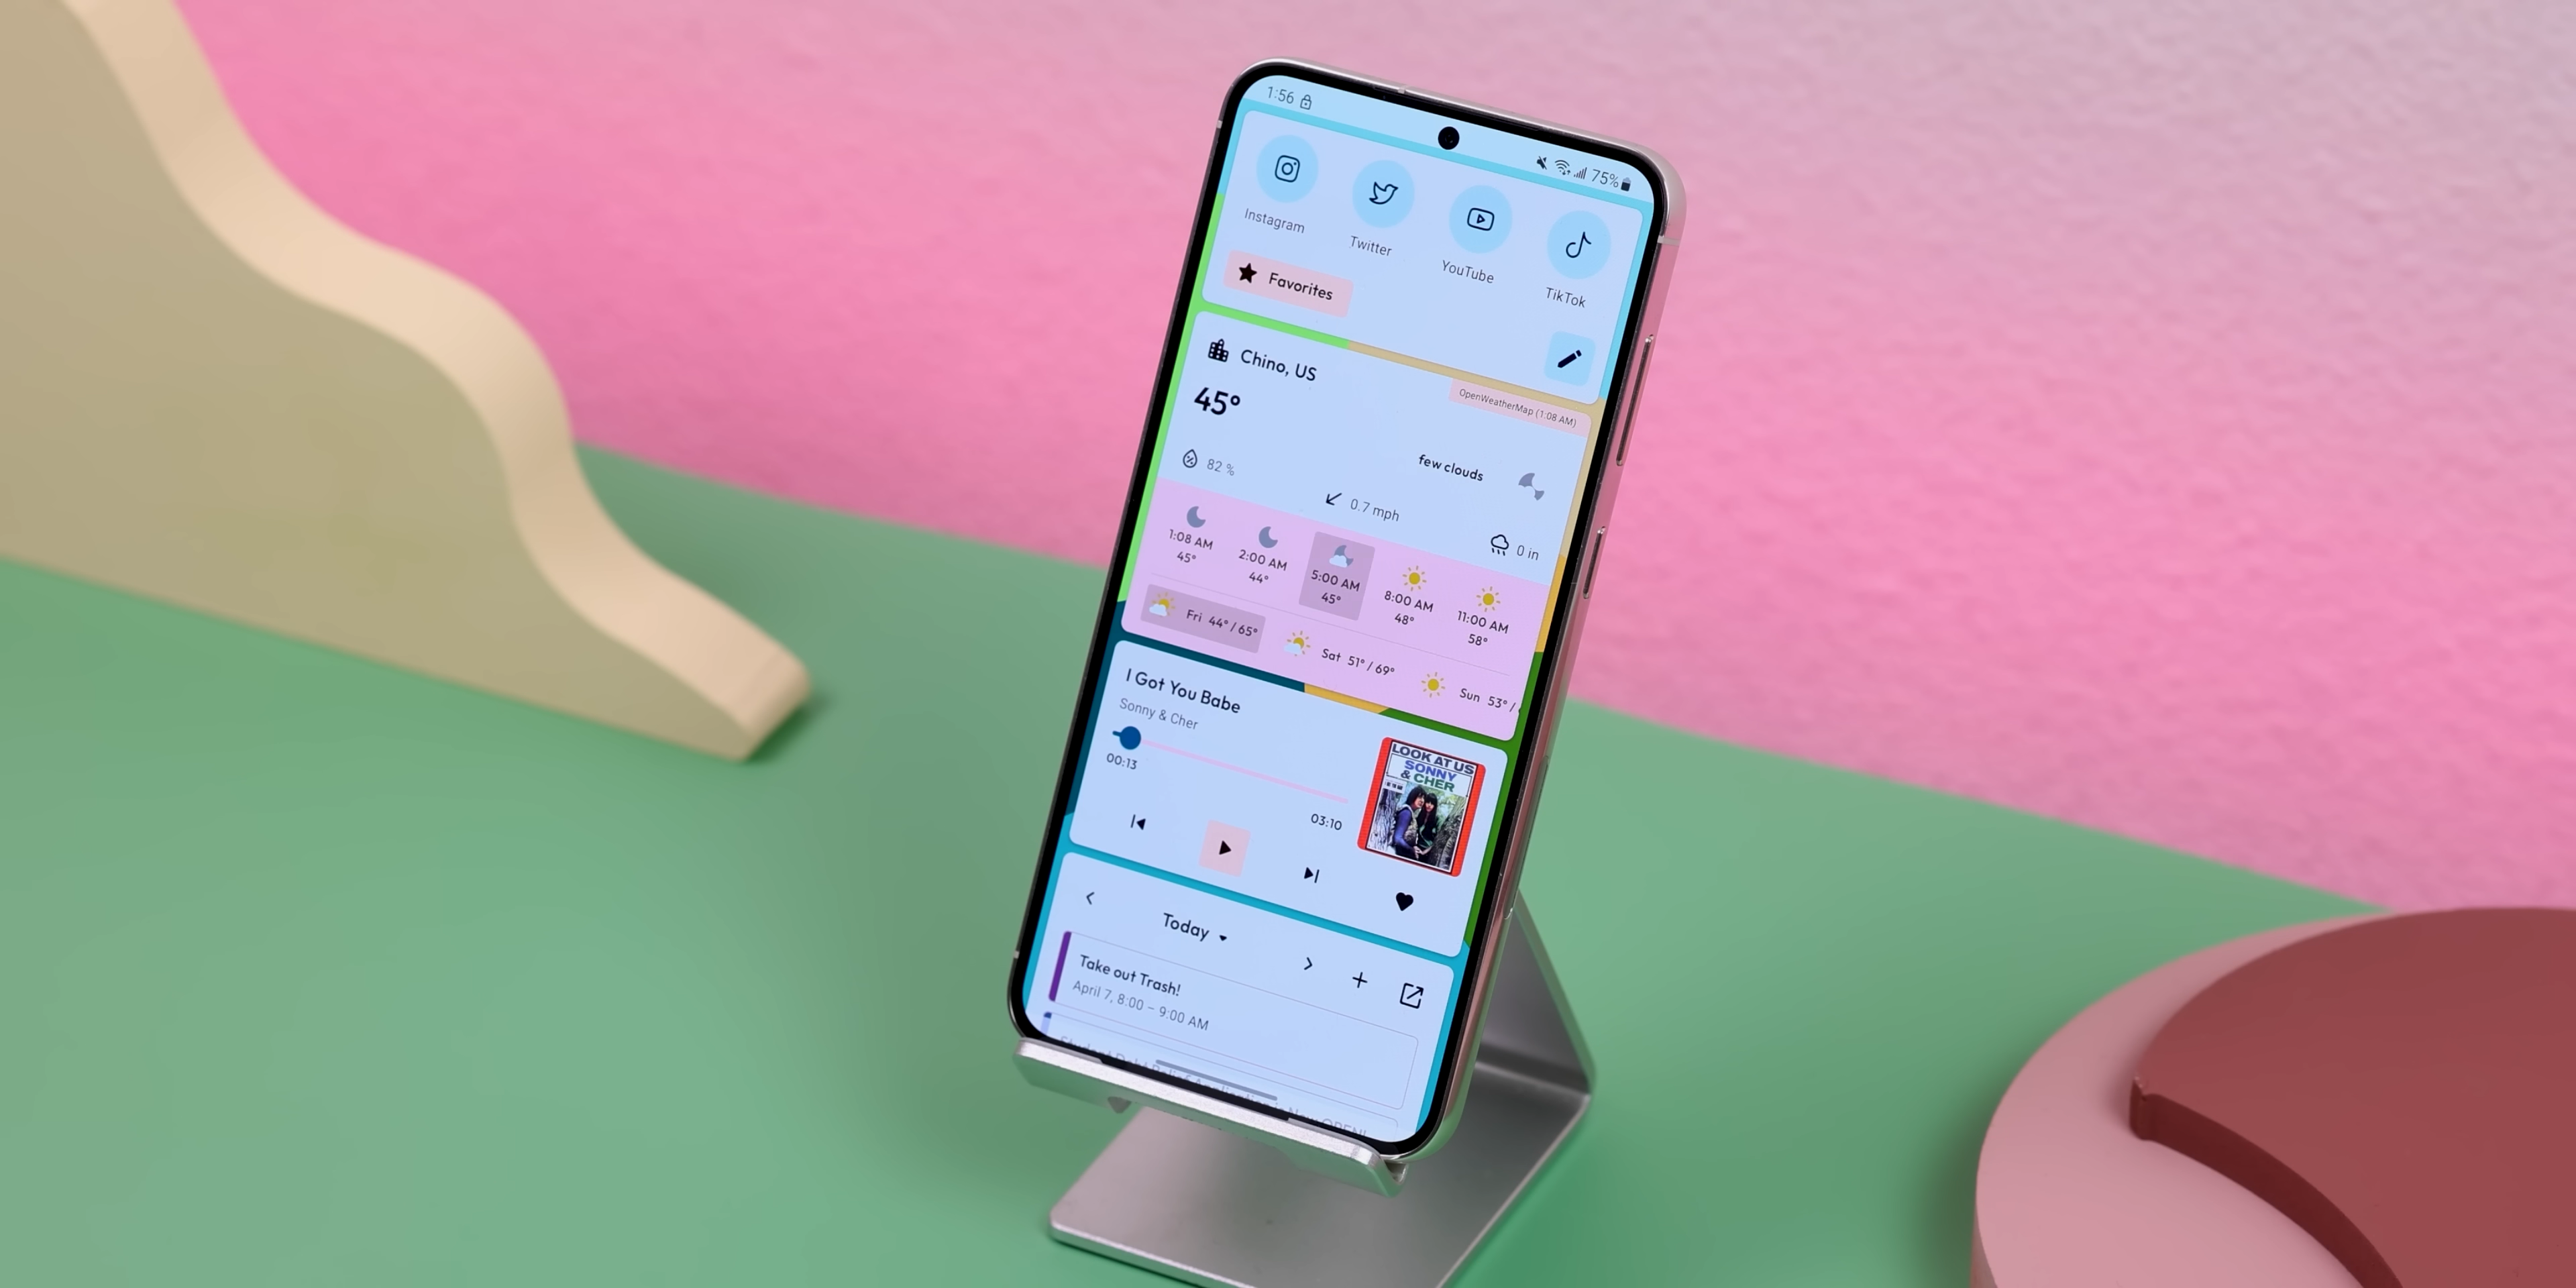 1:56
75%
Instagram
Twitter
YouTube
TikTok
Favorites
Chino, US
45°
OpenWeatherMap (1:08 AM)
few clouds
82 %
0.7 mph
0 in
1:08 AM
45°
2:00 AM
44°
5:00 AM
45°
8:00 AM
48°
11:00 AM
58°
Fri 44° / 65°
Sat 51° / 69°
Sun 53° /
I Got You Babe
Sonny & Cher
00:13
03:10
LOOK AT US
SONNY
& CHER
Today
Take out Trash!
April 7, 8:00 – 9:00 AM